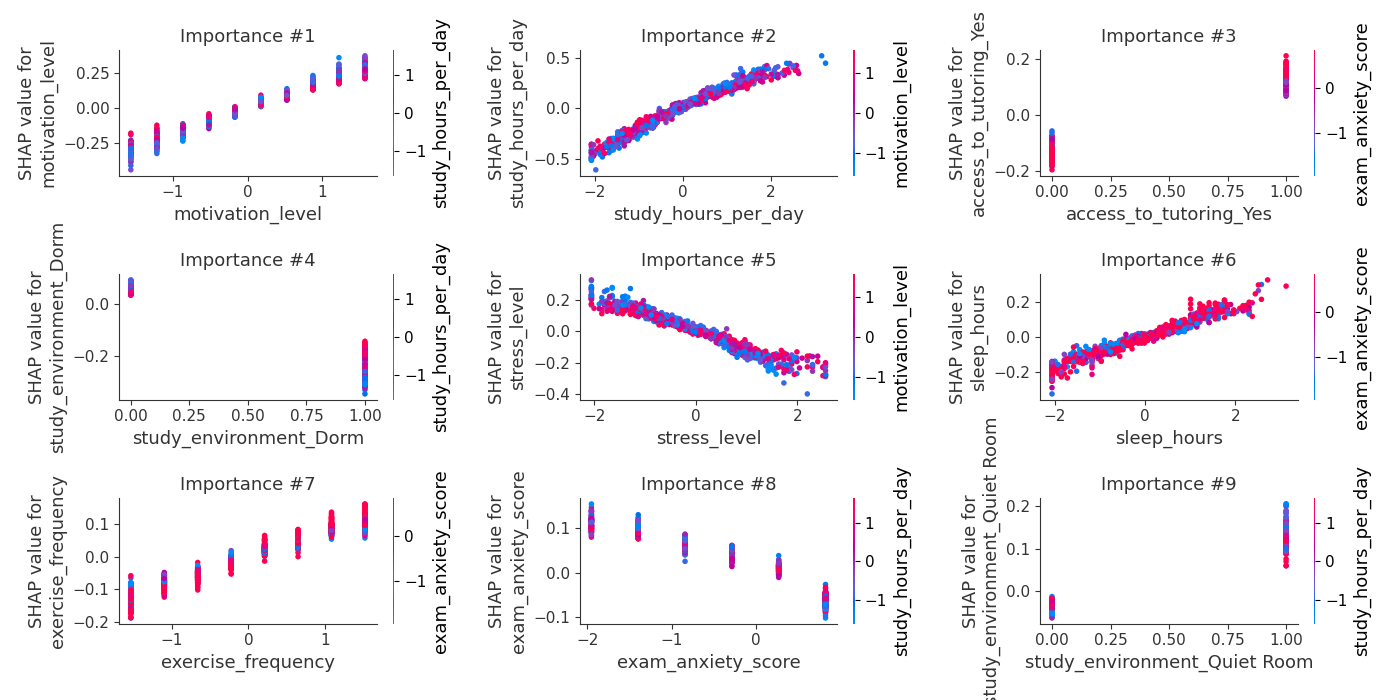 Importance #1
SHAP value for
motivation_level
0.25
0.00
−0.25
−1
0
1
motivation_level
1
0
−1
study_hours_per_day
Importance #2
SHAP value for
study_hours_per_day
0.5
0.0
−0.5
−2
0
2
study_hours_per_day
1
0
−1
motivation_level
Importance #3
SHAP value for
access_to_tutoring_Yes
0.2
0.0
−0.2
0.00
0.25
0.50
0.75
1.00
access_to_tutoring_Yes
0
−1
exam_anxiety_score
Importance #4
SHAP value for
study_environment_Dorm
0.0
−0.2
0.00
0.25
0.50
0.75
1.00
study_environment_Dorm
1
0
−1
study_hours_per_day
Importance #5
SHAP value for
stress_level
0.2
0.0
−0.2
−0.4
−2
0
2
stress_level
1
0
−1
motivation_level
Importance #6
SHAP value for
sleep_hours
0.2
0.0
−0.2
−2
0
2
sleep_hours
0
−1
exam_anxiety_score
Importance #7
SHAP value for
exercise_frequency
0.1
0.0
−0.1
−0.2
−1
0
1
exercise_frequency
0
−1
exam_anxiety_score
Importance #8
SHAP value for
exam_anxiety_score
0.1
0.0
−0.1
−2
−1
0
exam_anxiety_score
1
0
−1
study_hours_per_day
Importance #9
SHAP value for
study_environment_Quiet Room
0.2
0.1
0.0
0.00
0.25
0.50
0.75
1.00
study_environment_Quiet Room
1
0
−1
study_hours_per_day